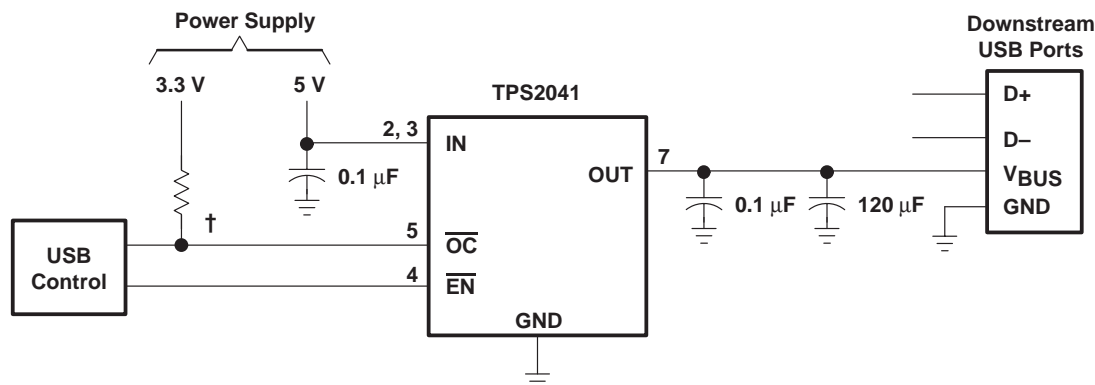 Power Supply
3.3 V
5 V
TPS2041
Downstream
USB Ports
2, 3
IN
0.1 μF
OUT
7
D+
D–
VBUS
GND
0.1 μF
120 μF
†
5
OC
4
EN
USB
Control
GND